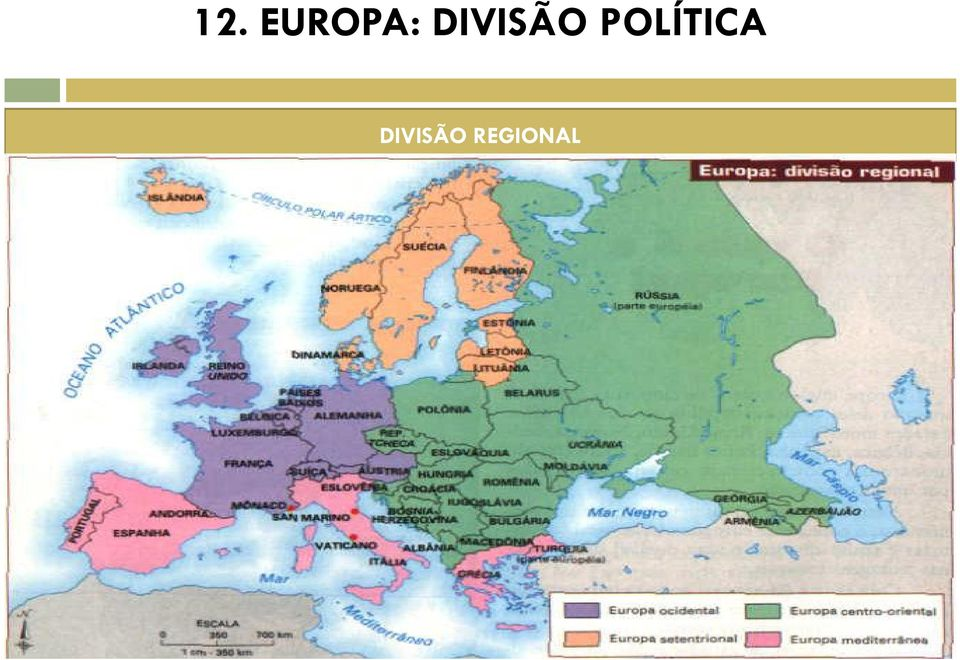 12. EUROPA: DIVISÃO POLÍTICA
DIVISÃO REGIONAL
Europa: divisão regional
ISLÂNDIA
CÍRCULO POLAR ÁRTICO
SUÉCIA
FINLÂNDIA
NORUEGA
RÚSSIA
(parte européia)
OCEANO ATLÂNTICO
ESTÔNIA
DINAMARCA
LETÔNIA
IRLANDA
REINO
UNIDO
LITUÂNIA
PAÍSES
BAIXOS
BELARUS
BÉLGICA
ALEMANHA
POLÔNIA
LUXEMBURGO
REP.
TCHECA
UCRÂNIA
ESLOVÁQUIA
FRANÇA
SUÍÇA
ÁUSTRIA
HUNGRIA
MOLDÁVIA
ESLOVÊNIA
CROÁCIA
ROMÊNIA
Mar Cáspio
PORTUGAL
ANDORRA
MÔNACO
SAN MARINO
BÓSNIA
HERZEGOVINA
IUGOSLÁVIA
BULGÁRIA
Mar Negro
GEÓRGIA
ARMÊNIA
AZERBAIJÃO
ESPANHA
VATICANO
ITÁLIA
ALBÂNIA
MACEDÔNIA
TURQUIA
(parte européia)
GRÉCIA
Mar Mediterrâneo
N
ESCALA
0 350 700 km
1 cm - 350 km
Europa ocidental
Europa centro-oriental
Europa setentrional
Europa mediterrânea